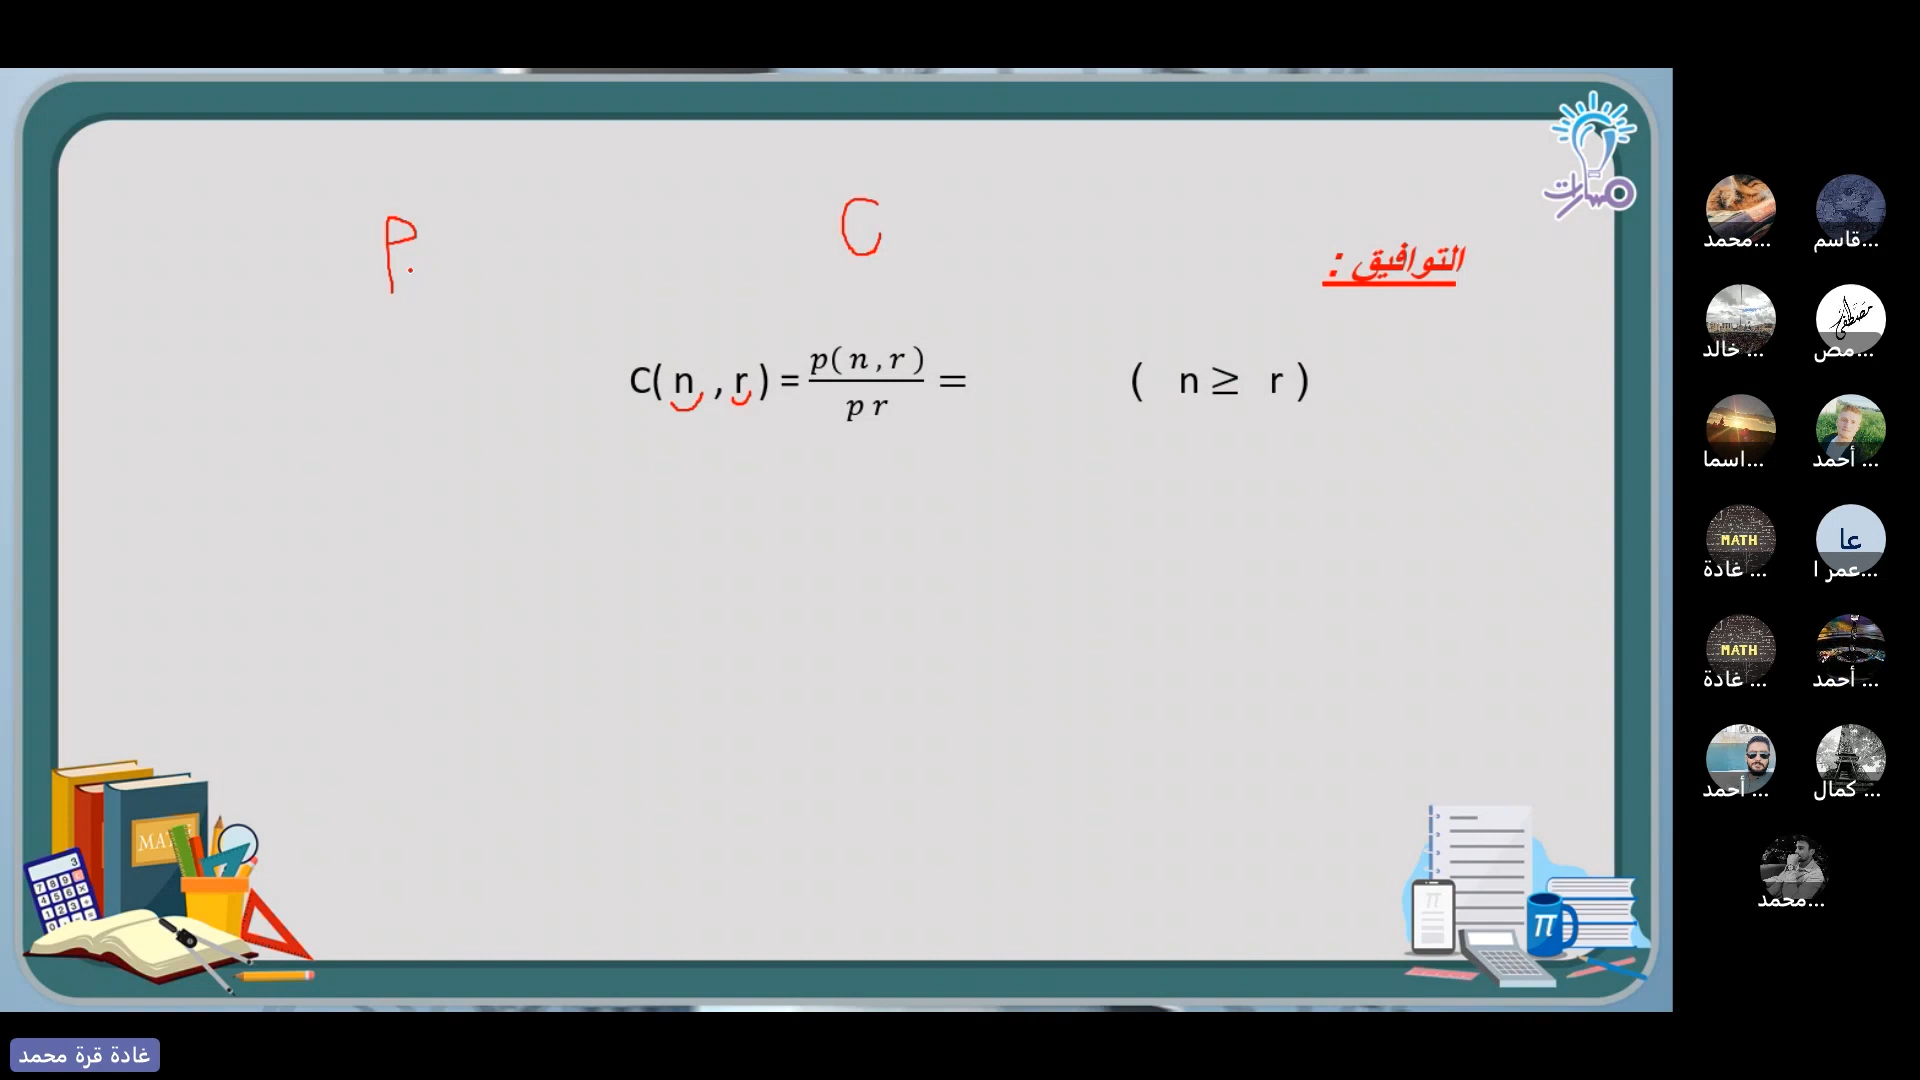 مسارات
P
C
التوافيق :
C( n , r ) = p( n , r ) / p r = ( n ≥ r )
MATH
π
π
محمد...
قاسم...
خالد ...
مص...
اسما...
أحمد ...
MATH
غادة ...
عا
عمر ا...
MATH
غادة ...
أحمد ...
أحمد ...
كمال ...
محمد...
غادة قرة محمد